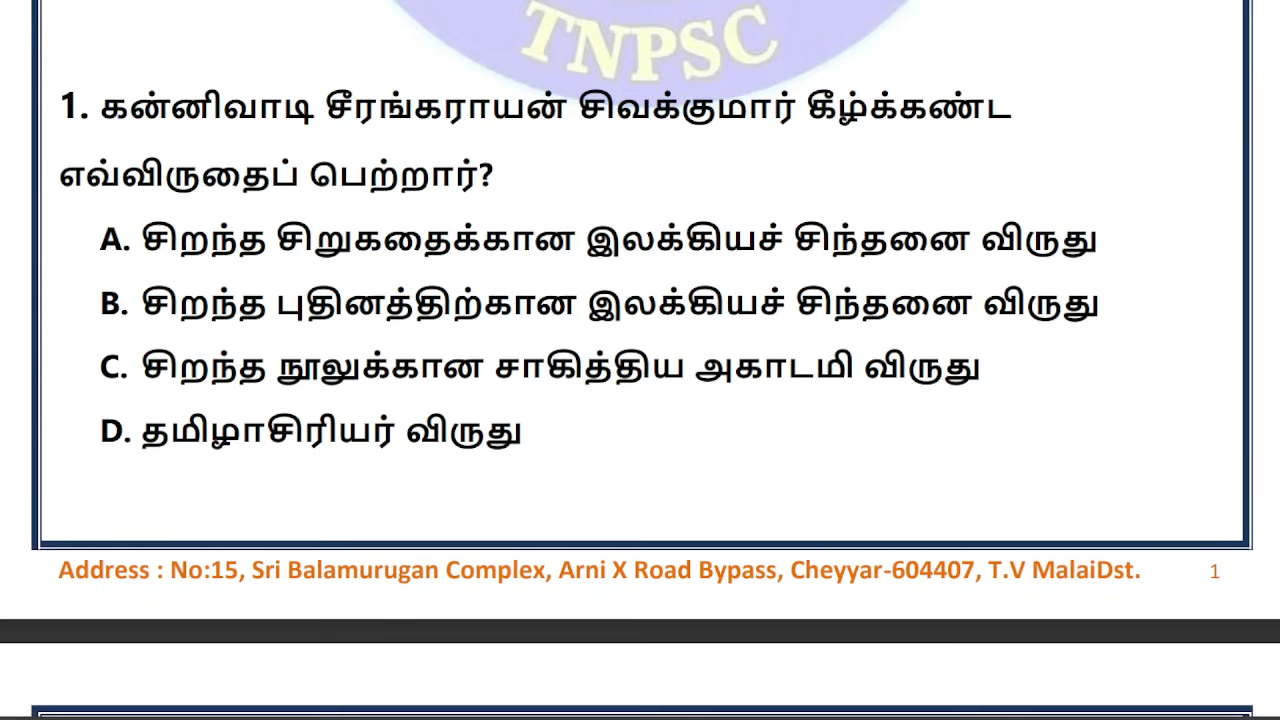 TNPSC
1. கன்னிவாடி சீரங்கராயன் சிவக்குமார் கீழ்க்கண்ட
எவ்விருதைப் பெற்றார்?
A. சிறந்த சிறுகதைக்கான இலக்கியச் சிந்தனை விருது
B. சிறந்த புதினத்திற்கான இலக்கியச் சிந்தனை விருது
C. சிறந்த நூலுக்கான சாகித்திய அகாடமி விருது
D. தமிழாசிரியர் விருது
Address : No:15, Sri Balamurugan Complex, Arni X Road Bypass, Cheyyar-604407, T.V MalaiDst. 1